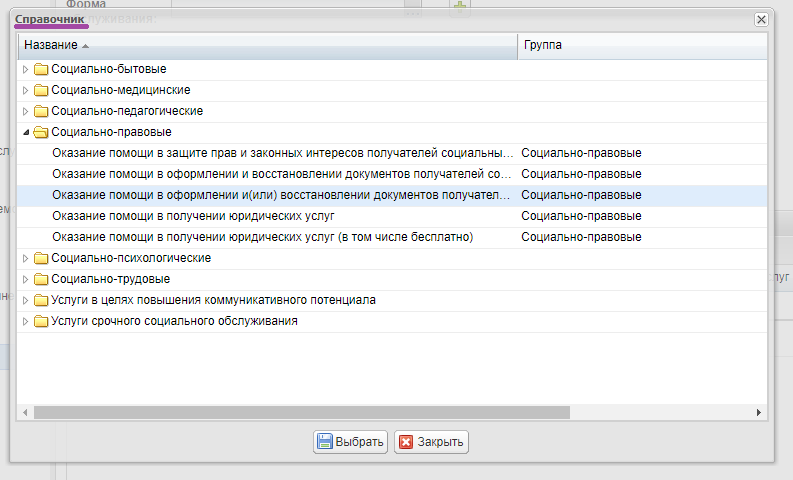 Форма
Справочник
служивания:
Название
Группа
Социально-бытовые
Социально-медицинские
Социально-педагогические
Социально-правовые
Оказание помощи в защите прав и законных интересов получателей социальны...
Социально-правовые
Оказание помощи в оформлении и восстановлении документов получателей со...
Социально-правовые
Оказание помощи в оформлении и(или) восстановлении документов получател...
Социально-правовые
Оказание помощи в получении юридических услуг
Социально-правовые
Оказание помощи в получении юридических услуг (в том числе бесплатно)
Социально-правовые
Социально-психологические
Социально-трудовые
Услуги в целях повышения коммуникативного потенциала
Услуги срочного социального обслуживания
Выбрать
Закрыть